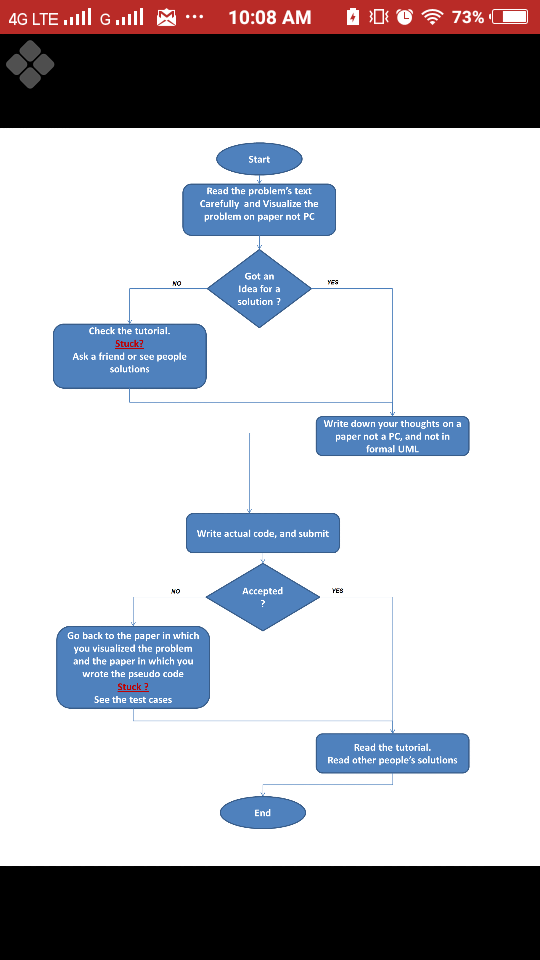 4G LTE G ... 10:08 AM 73%
Start
Read the problem's text
Carefully and Visualize the
problem on paper not PC
Got an
Idea for a
solution ?
NO
YES
Check the tutorial.
Stuck?
Ask a friend or see people
solutions
Write down your thoughts on a
paper not a PC, and not in
formal UML
Write actual code, and submit
Accepted
?
NO
YES
Go back to the paper in which
you visualized the problem
and the paper in which you
wrote the pseudo code
Stuck ?
See the test cases
Read the tutorial.
Read other people's solutions
End